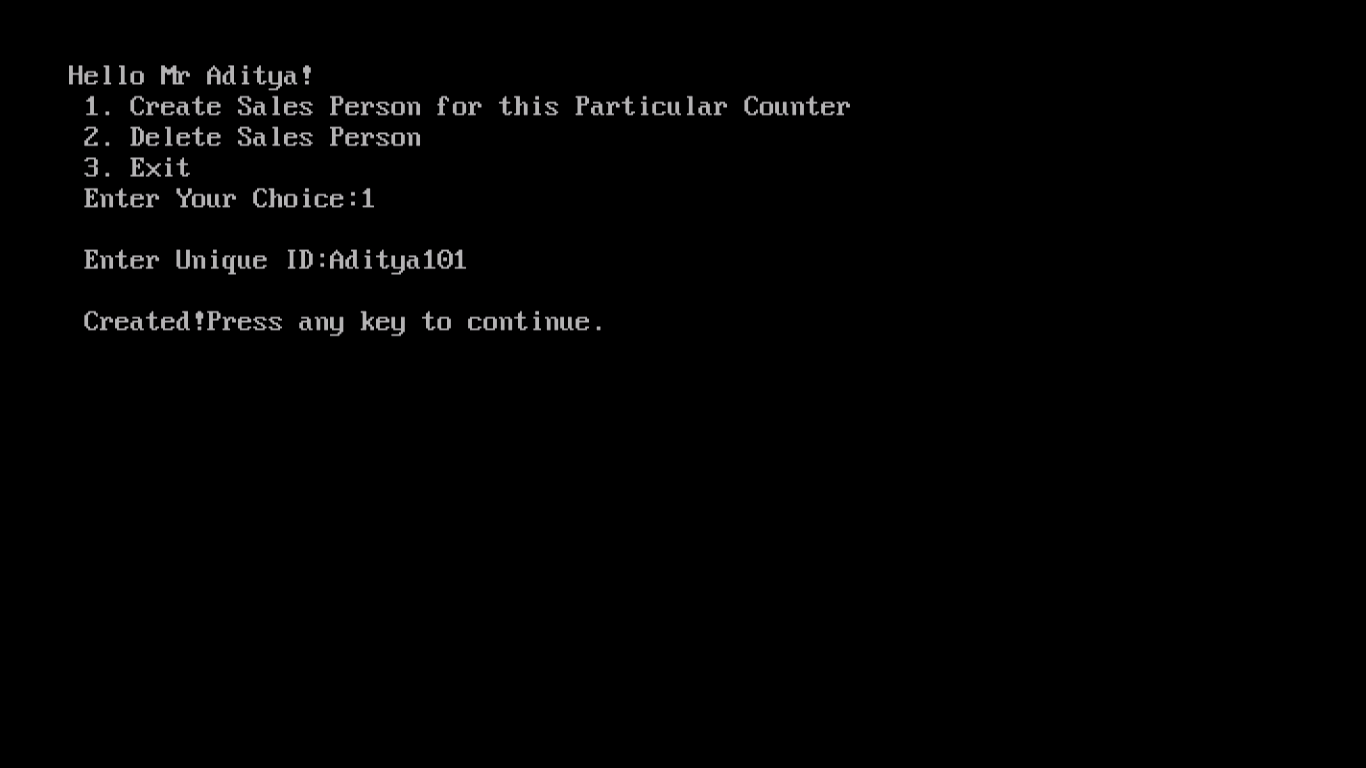 Hello Mr Aditya!
1. Create Sales Person for this Particular Counter
2. Delete Sales Person
3. Exit
Enter Your Choice:1
Enter Unique ID:Aditya101
Created!Press any key to continue.